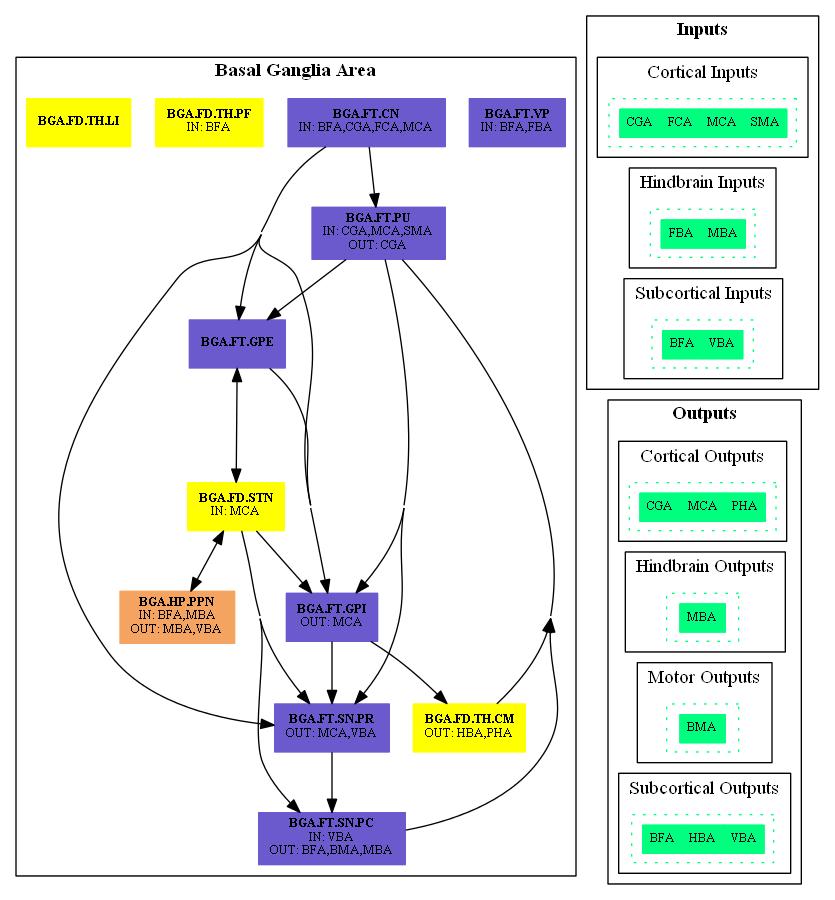 Basal Ganglia Area
BGA.FD.TH.LI
BGA.FD.TH.PF
IN: BFA
BGA.FT.CN
IN: BFA,CGA,FCA,MCA
BGA.FT.VP
IN: BFA,FBA
BGA.FT.PU
IN: CGA,MCA,SMA
OUT: CGA
BGA.FT.GPE
BGA.FD.STN
IN: MCA
BGA.HP.PPN
IN: BFA,MBA
OUT: MBA,VBA
BGA.FT.GPI
OUT: MCA
BGA.FT.SN.PR
OUT: MCA,VBA
BGA.FD.TH.CM
OUT: HBA,PHA
BGA.FT.SN.PC
IN: VBA
OUT: BFA,BMA,MBA
Inputs
Cortical Inputs
CGA FCA MCA SMA
Hindbrain Inputs
FBA MBA
Subcortical Inputs
BFA VBA
Outputs
Cortical Outputs
CGA MCA PHA
Hindbrain Outputs
MBA
Motor Outputs
BMA
Subcortical Outputs
BFA HBA VBA